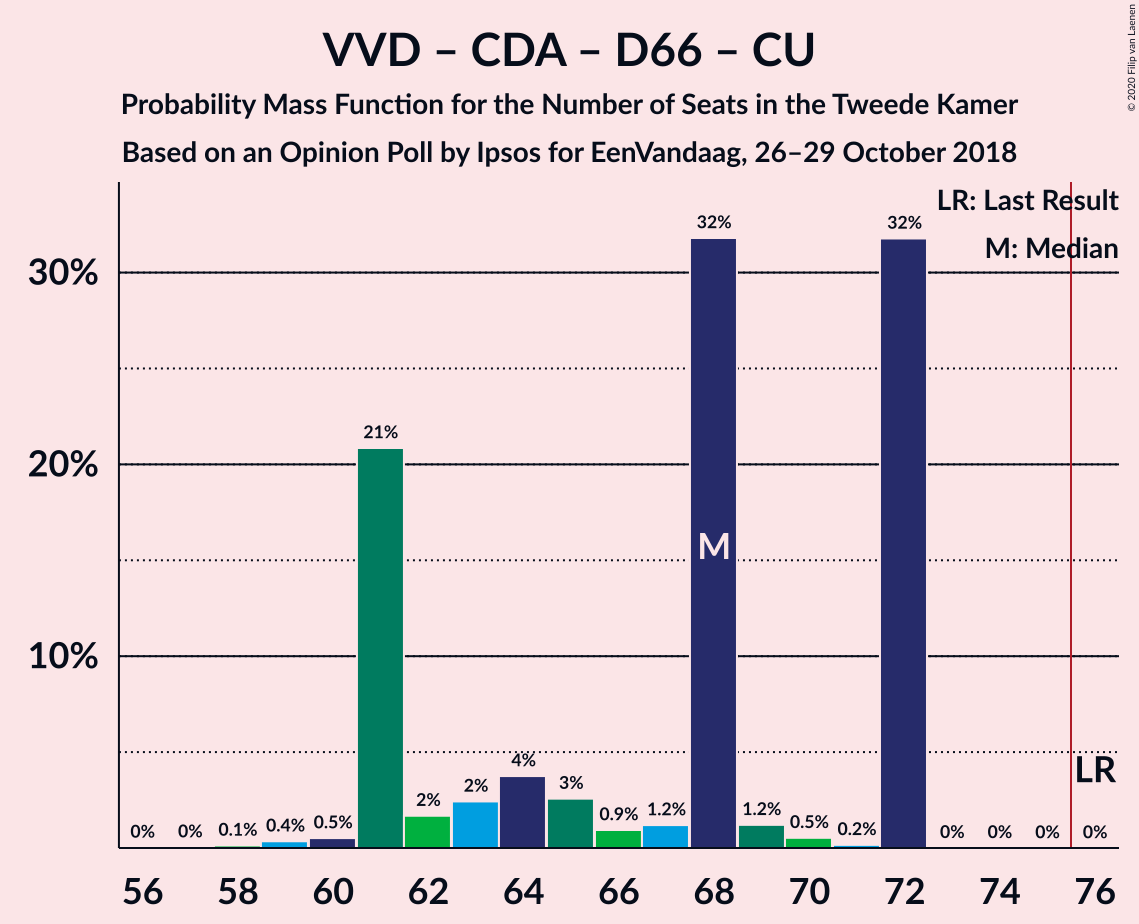 VVD – CDA – D66 – CU
Probability Mass Function for the Number of Seats in the Tweede Kamer
Based on an Opinion Poll by Ipsos for EenVandaag, 26–29 October 2018
© 2020 Filip van Laenen
LR: Last Result
M: Median
30%
20%
10%
0%
0%
0.1%
0.4%
0.5%
21%
2%
2%
4%
3%
0.9%
1.2%
32%
1.2%
0.5%
0.2%
32%
0%
0%
0%
0%
M
LR
56 58 60 62 64 66 68 70 72 74 76